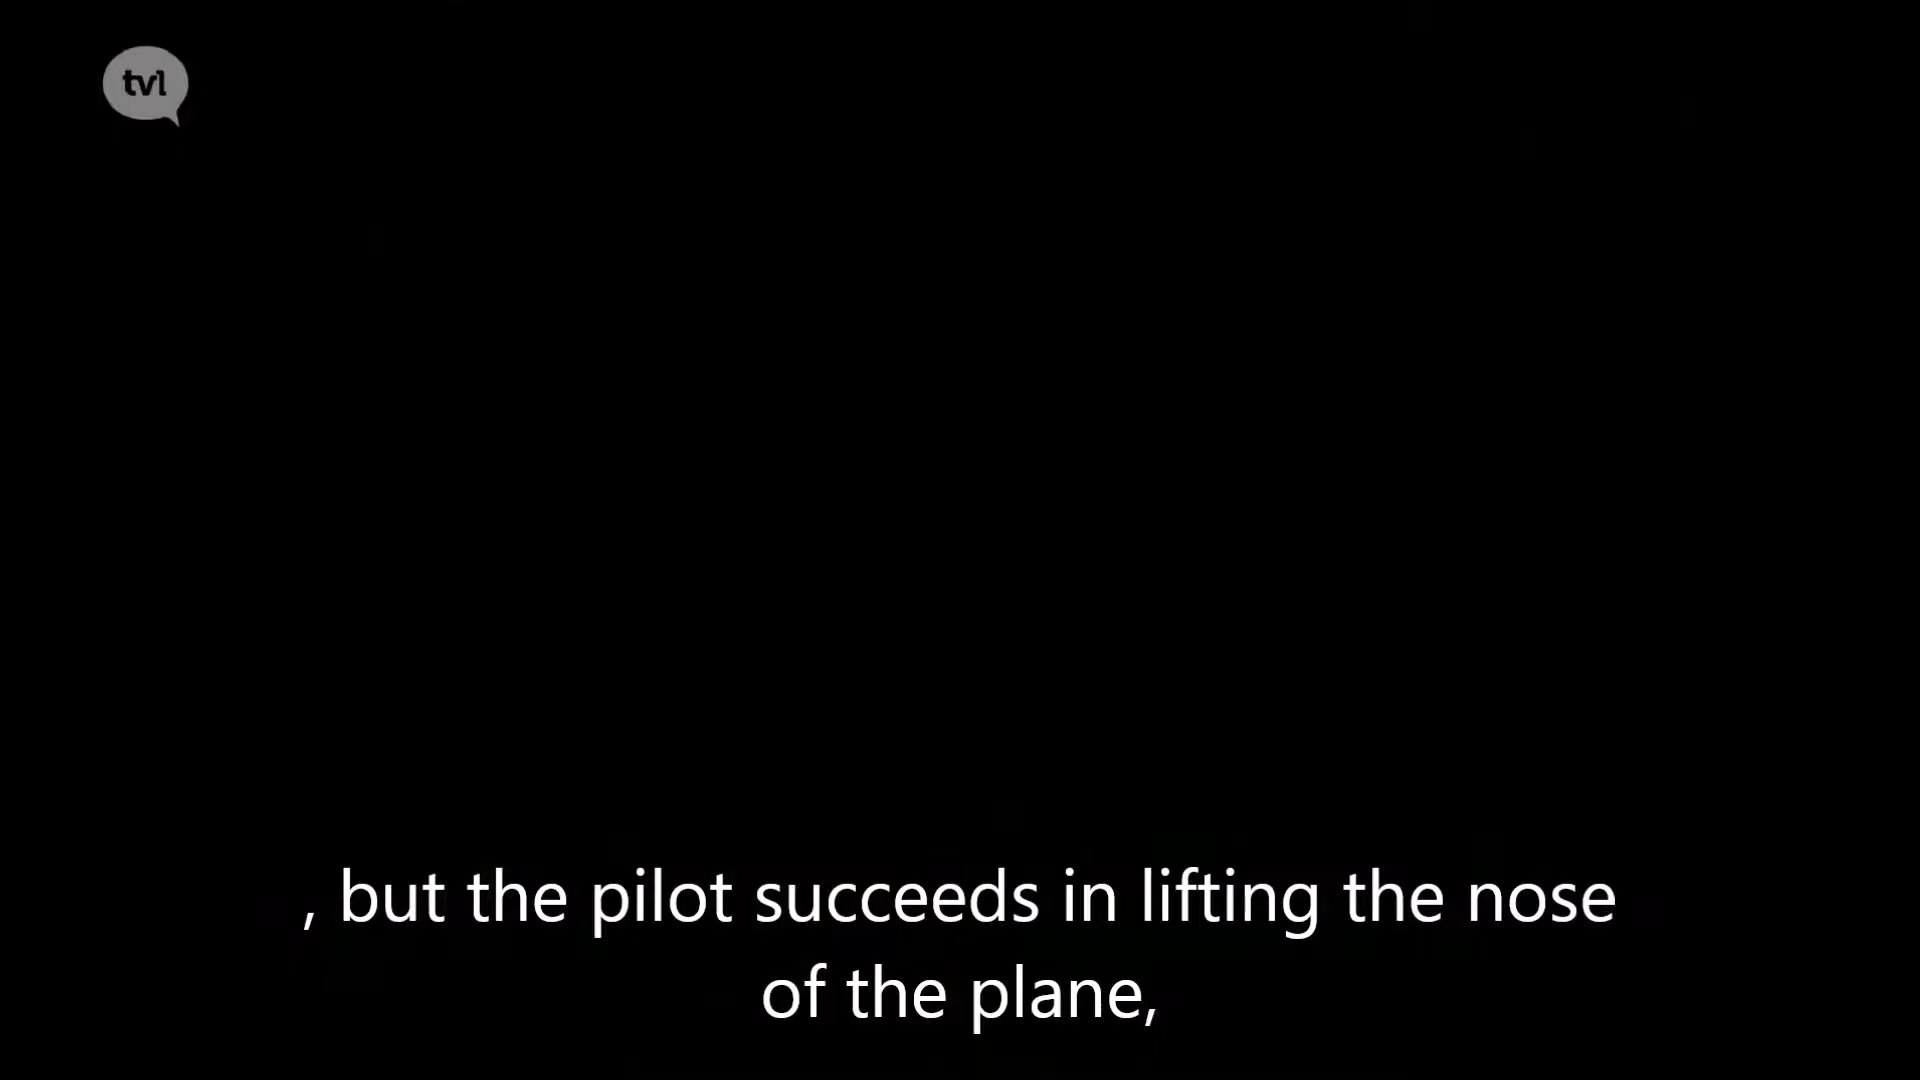 tvl
, but the pilot succeeds in lifting the nose
of the plane,